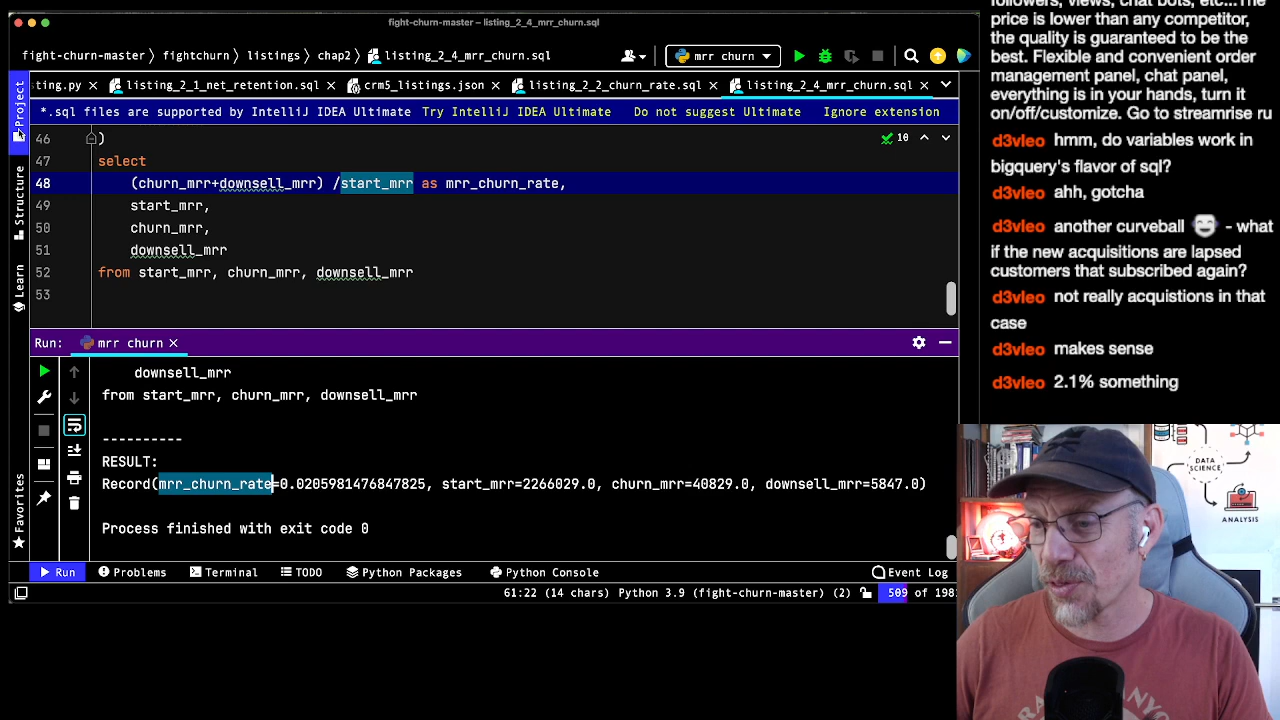 fight-churn-master – listing_2_4_mrr_churn.sql
fight-churn-master〉 fightchurn〉 listings〉 chap2〉 listing_2_4_mrr_churn.sql
mrr churn
sting.py listing_2_1_net_retention.sql crm5_listings.json listing_2_2_churn_rate.sql listing_2_4_mrr_churn.sql
*.sql files are supported by IntelliJ IDEA Ultimate Try IntelliJ IDEA Ultimate Do not suggest Ultimate Ignore extension
Project
Structure
Learn
Favorites
10
46 )
47 select
48 (churn_mrr+downsell_mrr) /start_mrr as mrr_churn_rate,
49 start_mrr,
50 churn_mrr,
51 downsell_mrr
52 from start_mrr, churn_mrr, downsell_mrr
53
Run: mrr churn
downsell_mrr
from start_mrr, churn_mrr, downsell_mrr
----------
RESULT:
Record(mrr_churn_rate=0.0205981476847825, start_mrr=2266029.0, churn_mrr=40829.0, downsell_mrr=5847.0)
Process finished with exit code 0
Run Problems Terminal TODO Python Packages Python Console Event Log
61:22 (14 chars) Python 3.9 (fight-churn-master) (2) 509 of 1981
followers, views, chat bots, etc...The
price is lower than any competitor,
the quality is guaranteed to be the
best. Flexible and convenient order
management panel, chat panel,
everything is in your hands, turn it
on/off/customize. Go to streamrise ru
d3vleo hmm, do variables work in
bigquery's flavor of sql?
d3vleo ahh, gotcha
d3vleo another curveball - what
if the new acquisitions are lapsed
customers that subscribed again?
d3vleo not really acquistions in that
case
d3vleo makes sense
d3vleo 2.1% something
DATA
SCIENCE
ANALYSIS